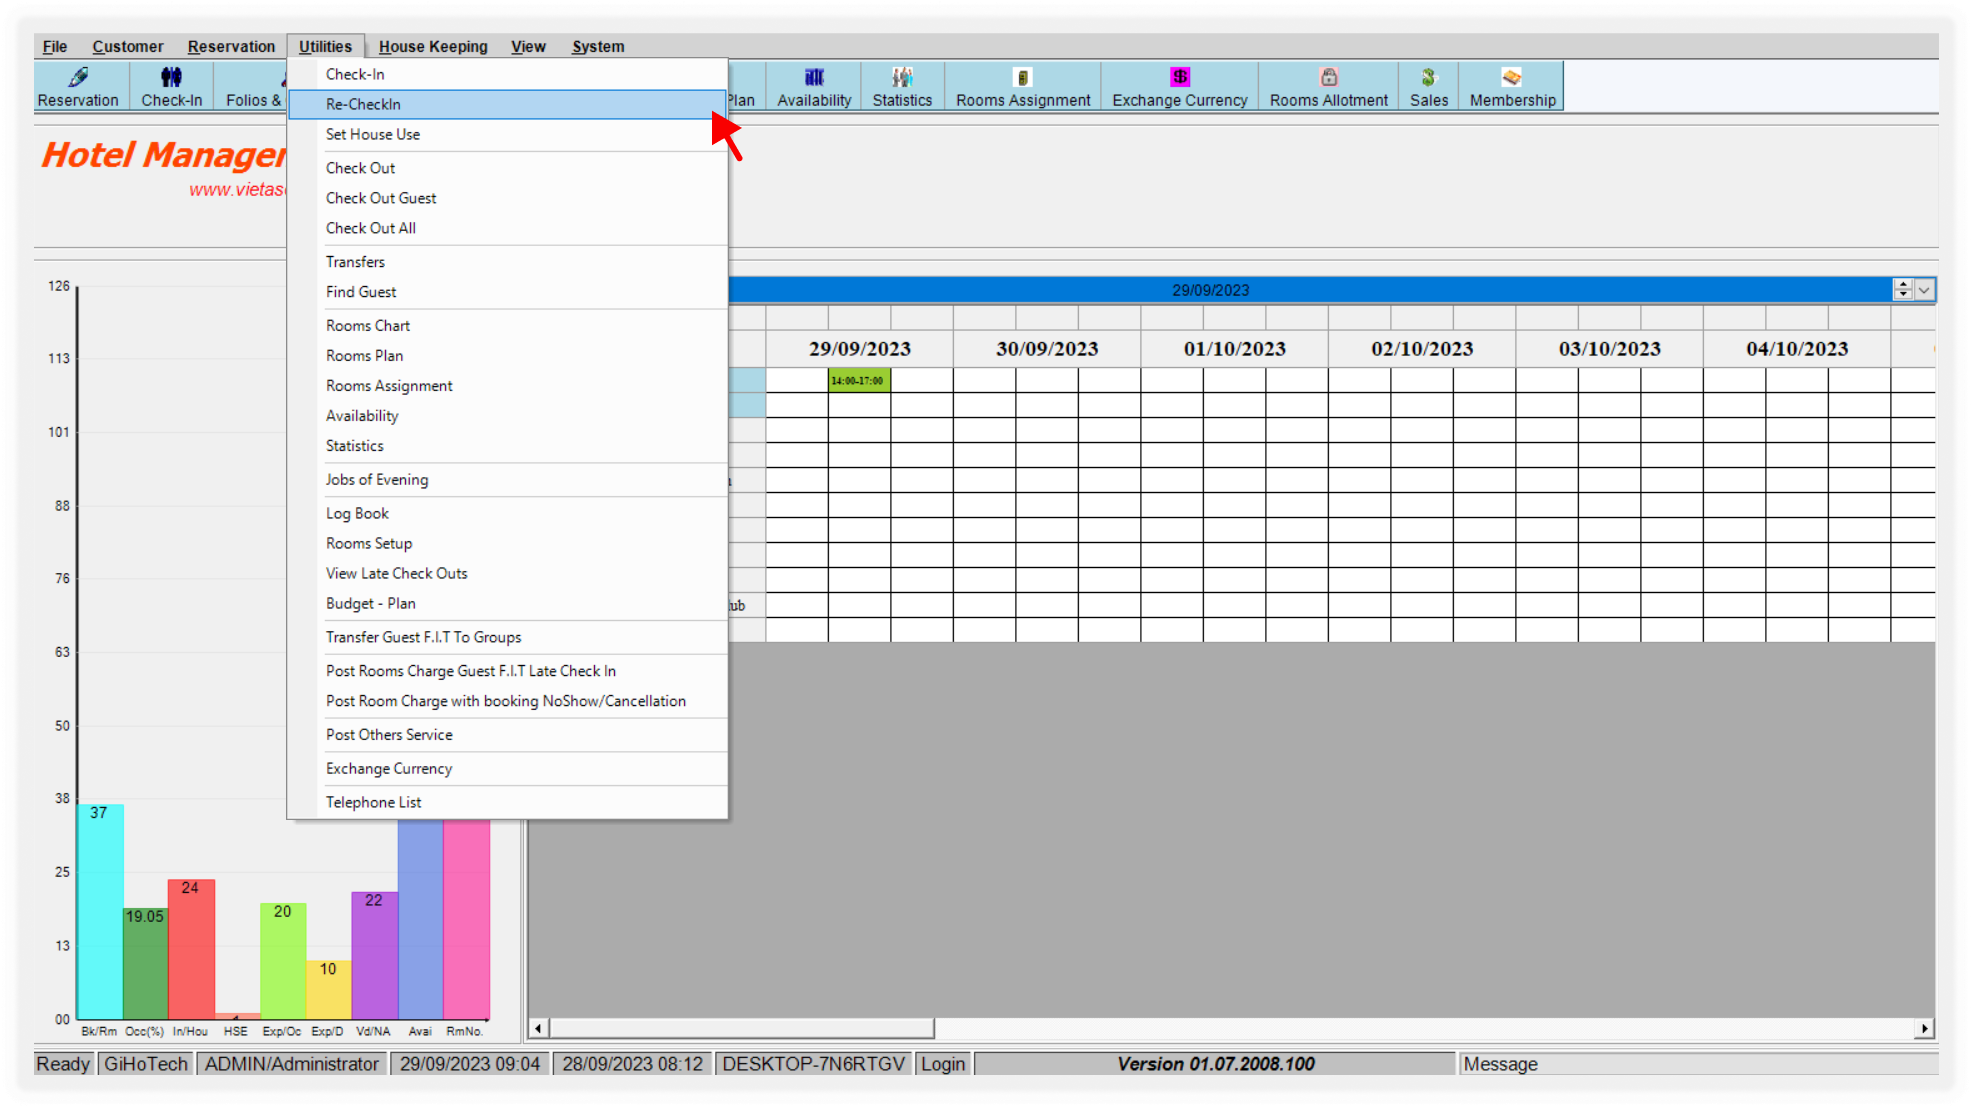 File Customer Reservation Utilities House Keeping View System
Reservation Check-In Folios & Plan Availability Statistics Rooms Assignment Exchange Currency Rooms Allotment Sales Membership
Check-In
Re-CheckIn
Set House Use
Check Out
Check Out Guest
Check Out All
Transfers
Find Guest
Rooms Chart
Rooms Plan
Rooms Assignment
Availability
Statistics
Jobs of Evening
Log Book
Rooms Setup
View Late Check Outs
Budget - Plan
Transfer Guest F.I.T To Groups
Post Rooms Charge Guest F.I.T Late Check In
Post Room Charge with booking NoShow/Cancellation
Post Others Service
Exchange Currency
Telephone List
Hotel Manager
www.vietas
126
113
101
88
76
63
50
38
25
13
00
37
19.05
24
20
10
22
Bk/Rm Occ(%) In/Hou HSE Exp/Oc Exp/D Vd/NA Avai RmNo.
29/09/2023
29/09/2023 30/09/2023 01/10/2023 02/10/2023 03/10/2023 04/10/2023
14:00-17:00
ub
Ready GiHoTech ADMIN/Administrator 29/09/2023 09:04 28/09/2023 08:12 DESKTOP-7N6RTGV Login Version 01.07.2008.100 Message